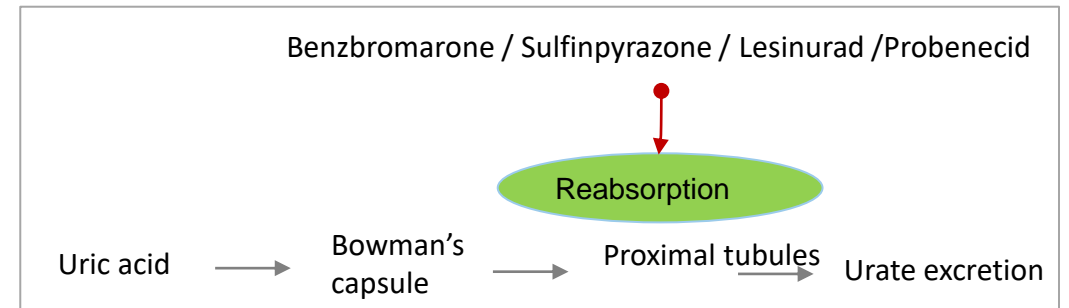 Benzbromarone / Sulfinpyrazone / Lesinurad /Probenecid
Reabsorption
Uric acid
Bowman’s
capsule
Proximal tubules
Urate excretion